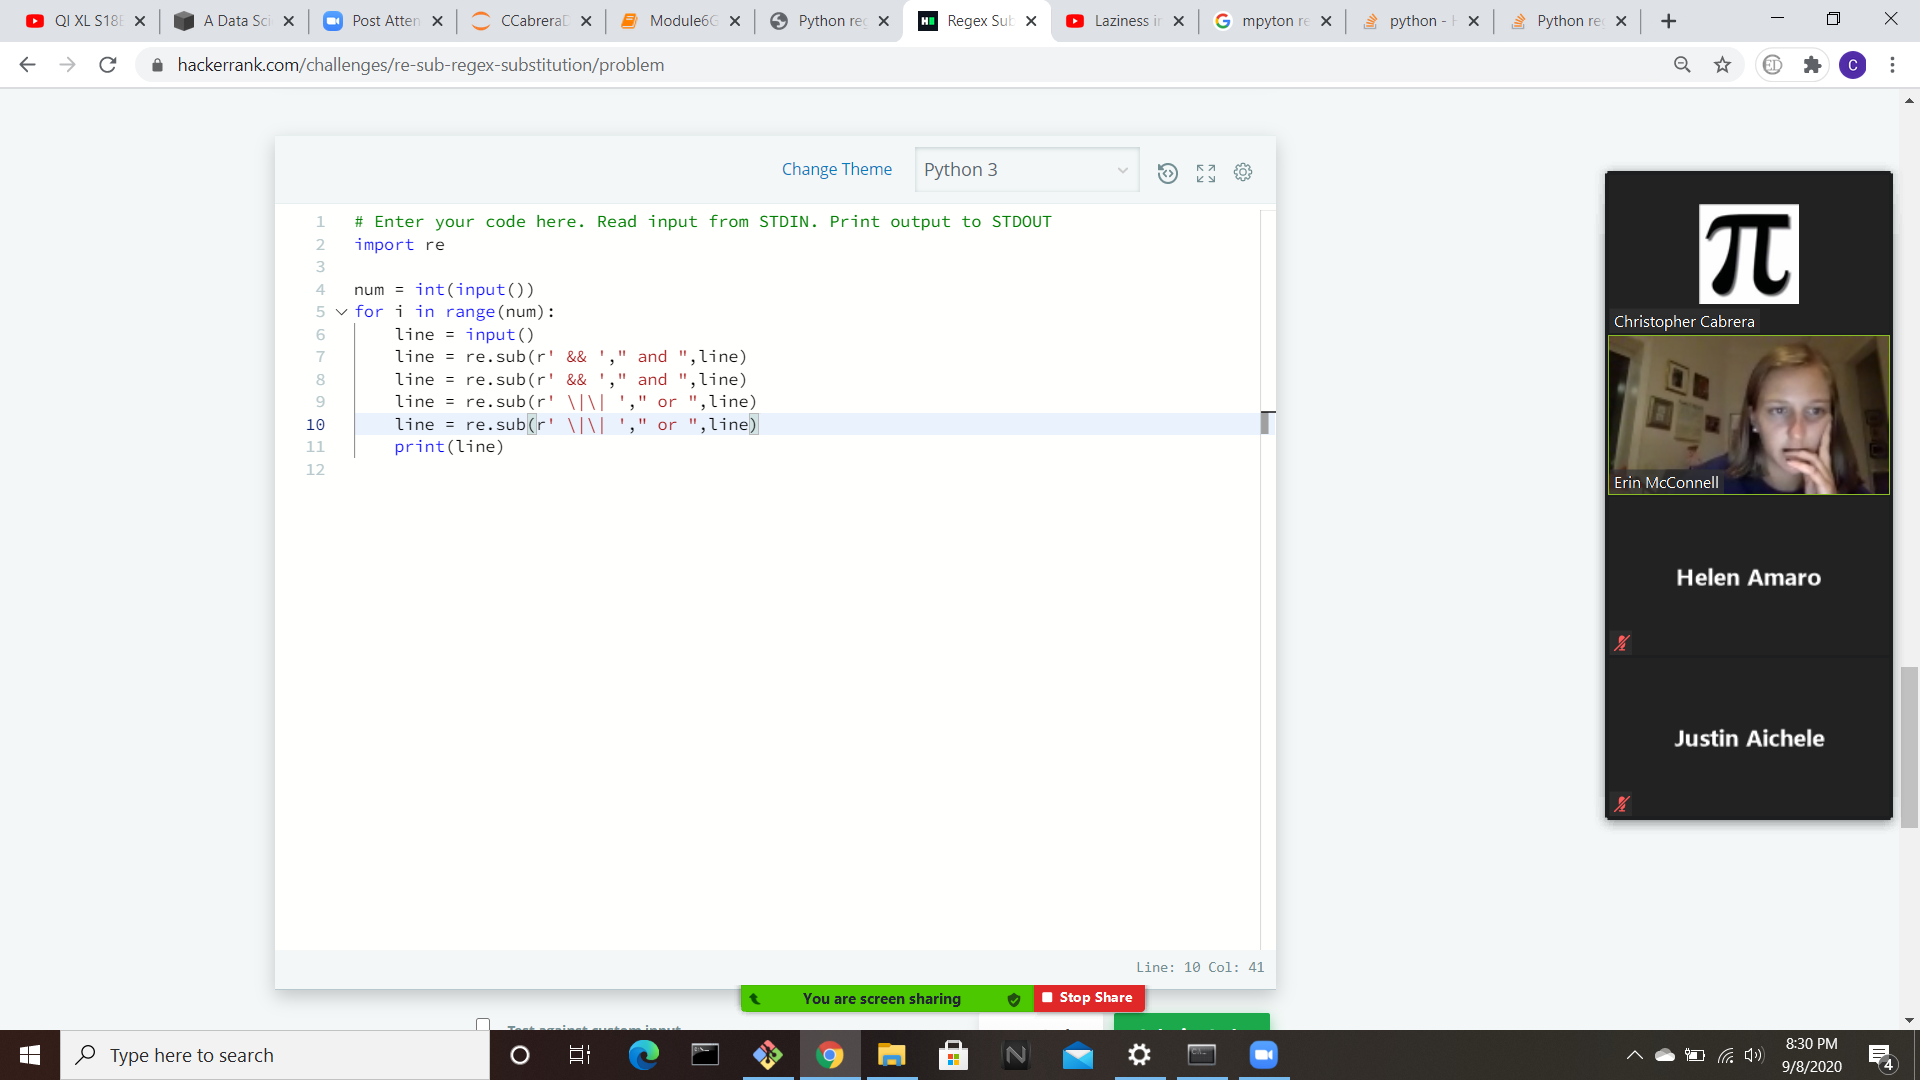 QI XL S18E
A Data Sci
Post Atten
CCabreraD
Module6G
Python reg
Regex Sub
Laziness in
mpyton re
python - H
Python reg
hackerrank.com/challenges/re-sub-regex-substitution/problem
C
Change Theme
Python 3
1 # Enter your code here. Read input from STDIN. Print output to STDOUT
2 import re
3
4 num = int(input())
5 for i in range(num):
6 line = input()
7 line = re.sub(r' && '," and ",line)
8 line = re.sub(r' && '," and ",line)
9 line = re.sub(r' \|\| '," or ",line)
10 line = re.sub(r' \|\| '," or ",line)
11 print(line)
12
Line: 10 Col: 41
π
Christopher Cabrera
Erin McConnell
Helen Amaro
Justin Aichele
You are screen sharing
Stop Share
Test against custom input
Type here to search
8:30 PM
9/8/2020
4